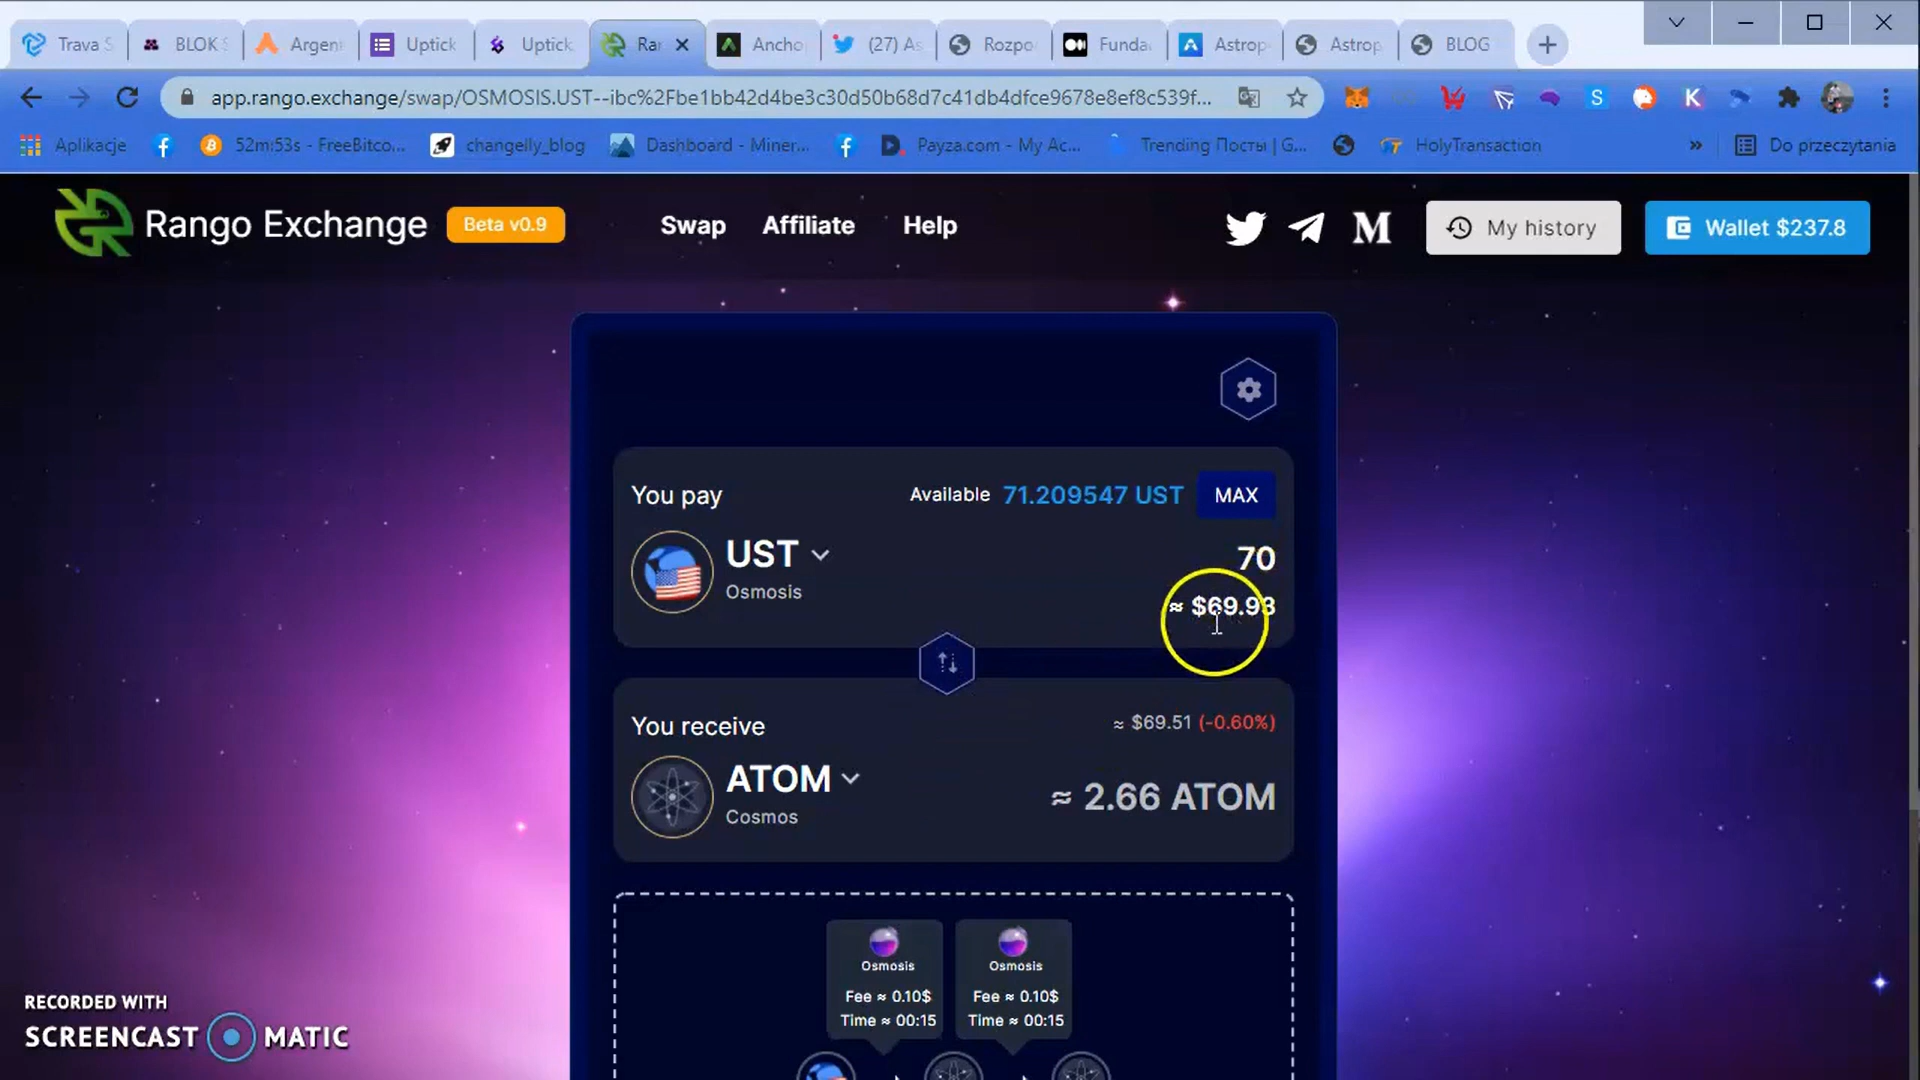 Trava S
BLOK S
Argent
Uptick
Uptick
Ran
Ancho
(27) As
Rozpo
Funda
Astrop
Astrop
BLOG
app.rango.exchange/swap/OSMOSIS.UST--ibc%2Fbe1bb42d4be3c30d50b68d7c41db4dfce9678e8ef8c539f...
Aplikacje
52m:53s - FreeBitco...
changelly_blog
Dashboard - Miner...
Payza.com - My Ac...
Trending Посты | G...
HolyTransaction
»
Do przeczytania
Rango Exchange
Beta v0.9
Swap
Affiliate
Help
My history
Wallet $237.8
You pay
Available 71.209547 UST
MAX
UST
70
Osmosis
≈ $69.93
You receive
≈ $69.51 (-0.60%)
ATOM
≈ 2.66 ATOM
Cosmos
Osmosis
Fee ≈ 0.10$
Time ≈ 00:15
Osmosis
Fee ≈ 0.10$
Time ≈ 00:15
RECORDED WITH
SCREENCAST MATIC